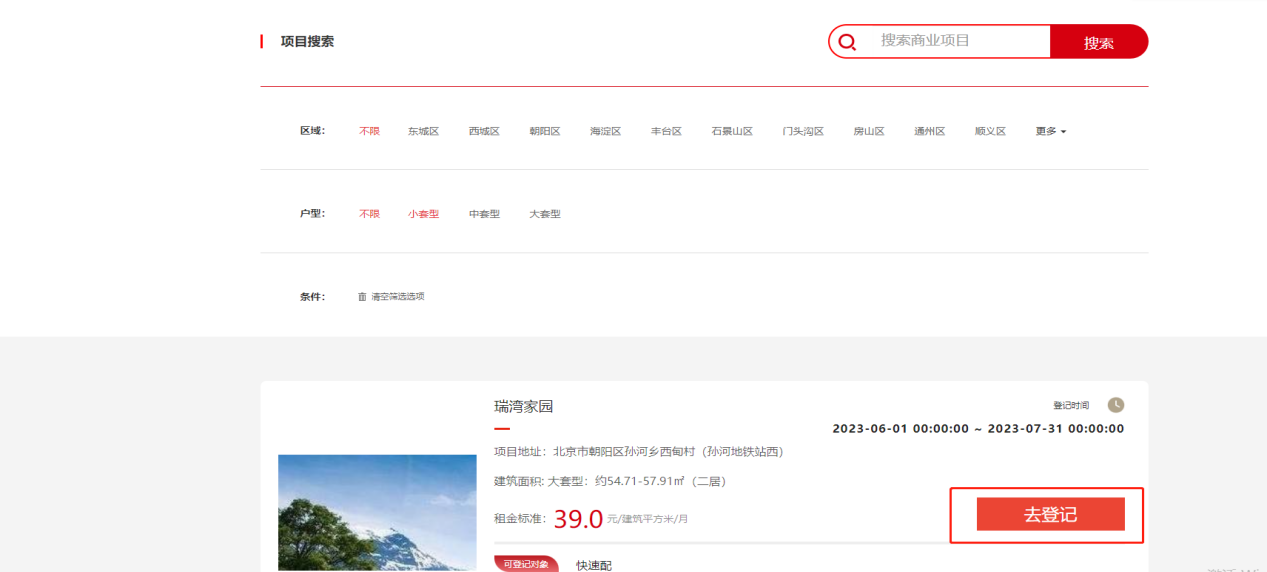 项目搜索
搜索商业项目 搜索
区域： 不限 东城区 西城区 朝阳区 海淀区 丰台区 石景山区 门头沟区 房山区 通州区 顺义区 更多
户型： 不限 小套型 中套型 大套型
条件： 清空筛选选项
瑞湾家园
登记时间
2023-06-01 00:00:00 ~ 2023-07-31 00:00:00
项目地址：北京市朝阳区孙河乡西甸村（孙河地铁站西）
建筑面积: 大套型：约54.71-57.91㎡（二居）
租金标准：39.0 元/建筑平方米/月
去登记
可登记对象 快速配